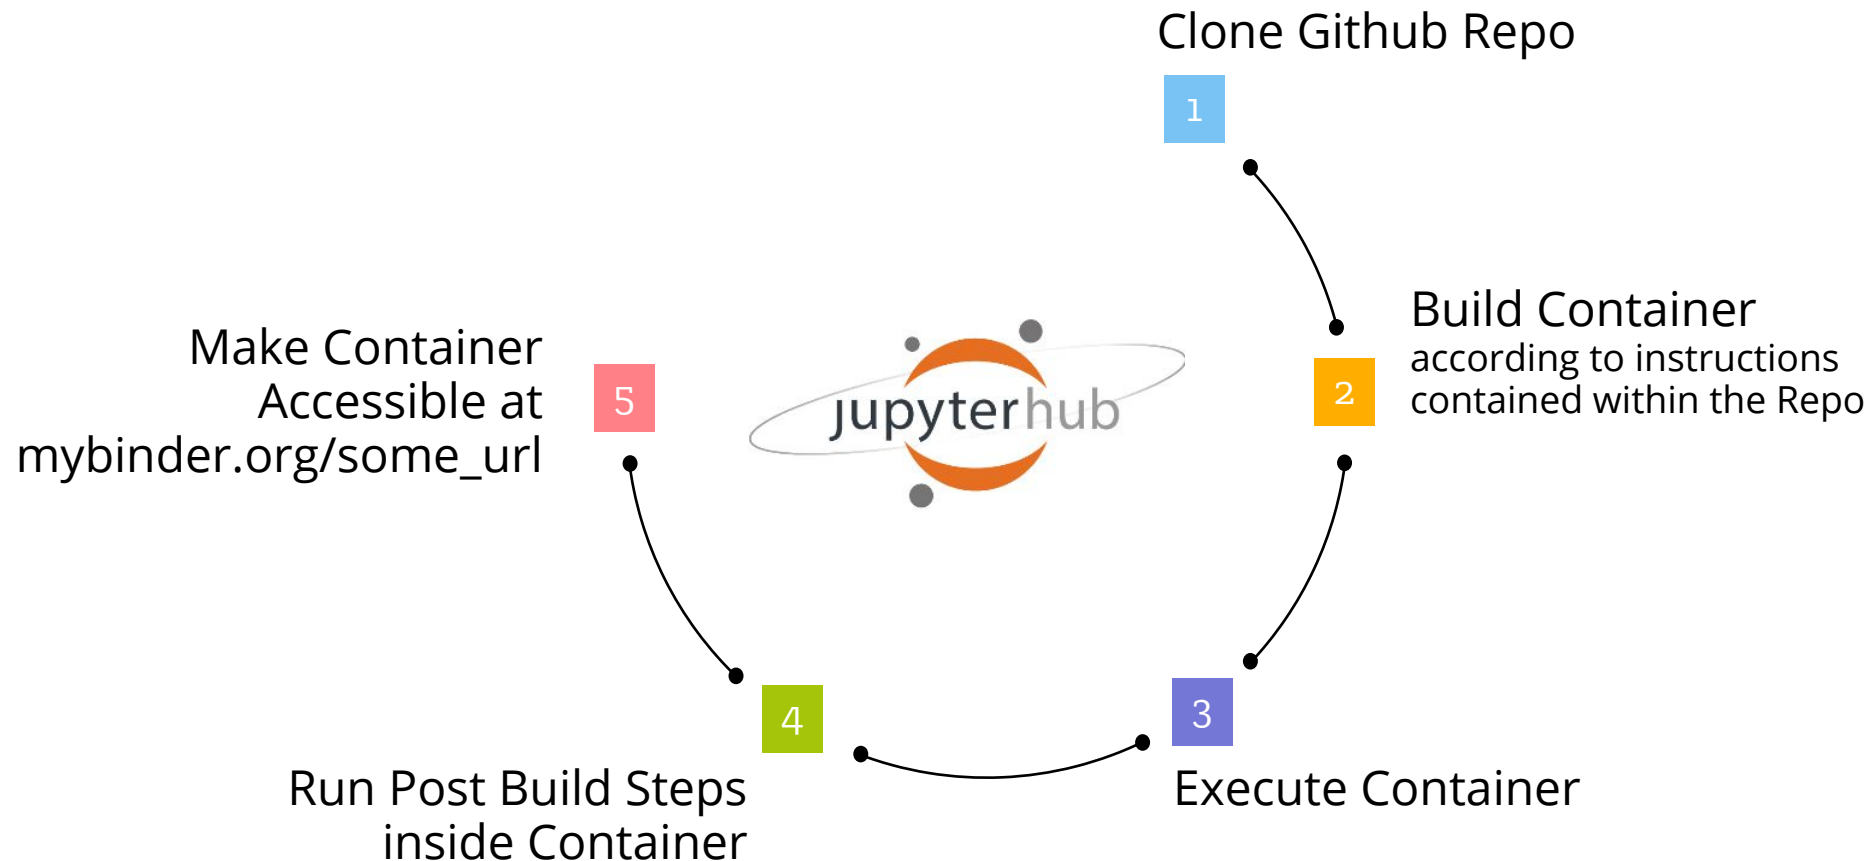 Clone Github Repo
1
Build Container
according to instructions
contained within the Repo
2
3
Execute Container
4
Run Post Build Steps
inside Container
5
Make Container
Accessible at
mybinder.org/some_url
jupyterhub